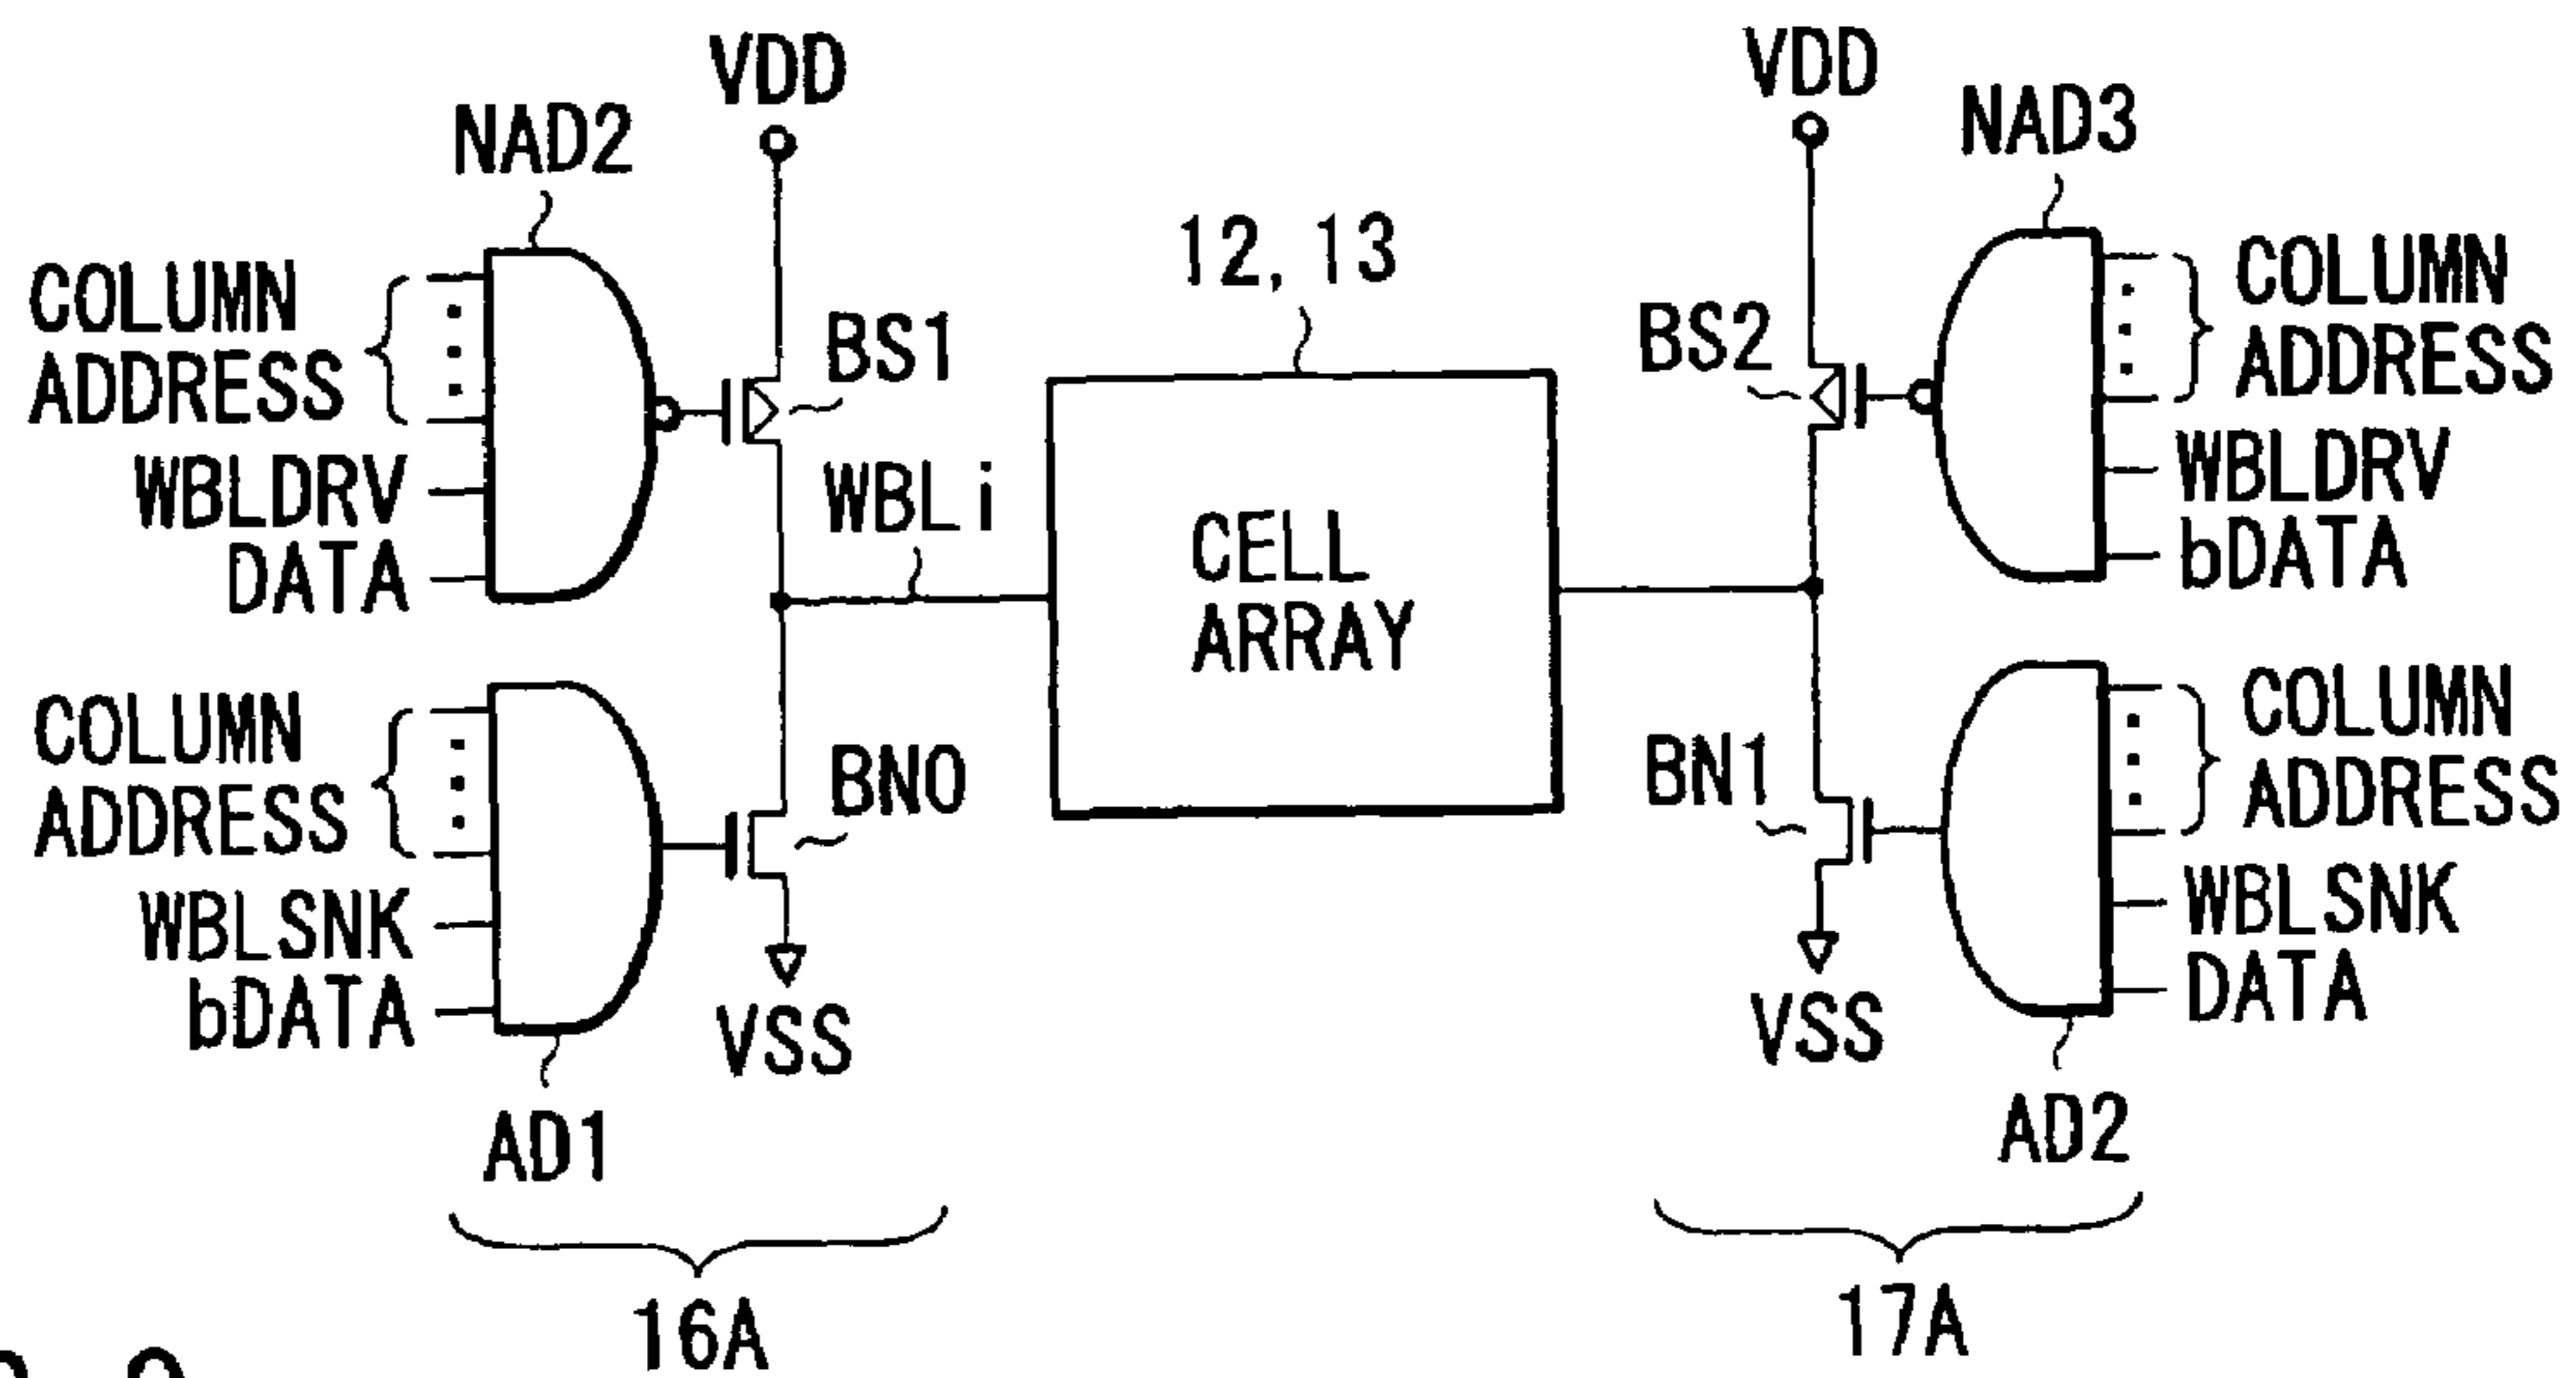 VDD
NAD2
COLUMN
ADDRESS
WBLDRV
DATA
BS1
WBLi
COLUMN
ADDRESS
WBLSNK
bDATA
BN0
VSS
AD1
16A
12, 13
CELL
ARRAY
VDD
NAD3
BS2
COLUMN
ADDRESS
WBLDRV
bDATA
BN1
COLUMN
ADDRESS
WBLSNK
DATA
VSS
AD2
17A